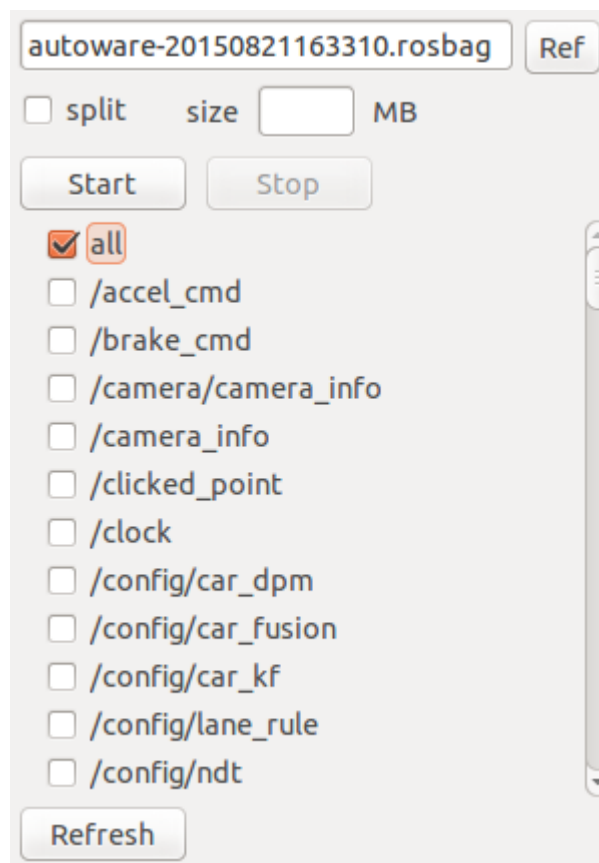 autoware-20150821163310.rosbag Ref
split size MB
Start Stop
all
/accel_cmd
/brake_cmd
/camera/camera_info
/camera_info
/clicked_point
/clock
/config/car_dpm
/config/car_fusion
/config/car_kf
/config/lane_rule
/config/ndt
Refresh